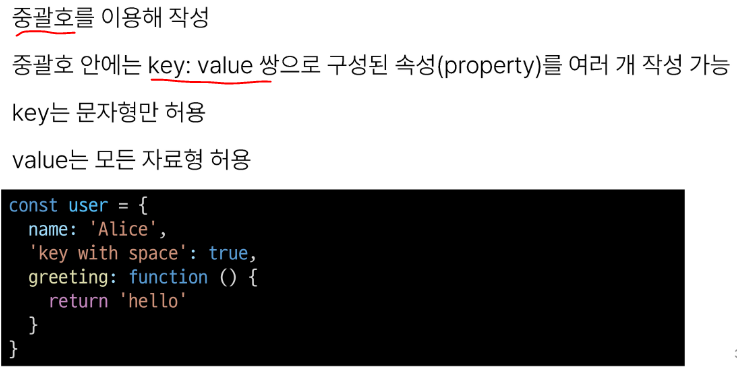 중괄호를 이용해 작성
중괄호 안에는 key: value 쌍으로 구성된 속성(property)를 여러 개 작성 가능
key는 문자형만 허용
value는 모든 자료형 허용
const user = {
  name: 'Alice',
  'key with space': true,
  greeting: function () {
    return 'hello'
  }
}